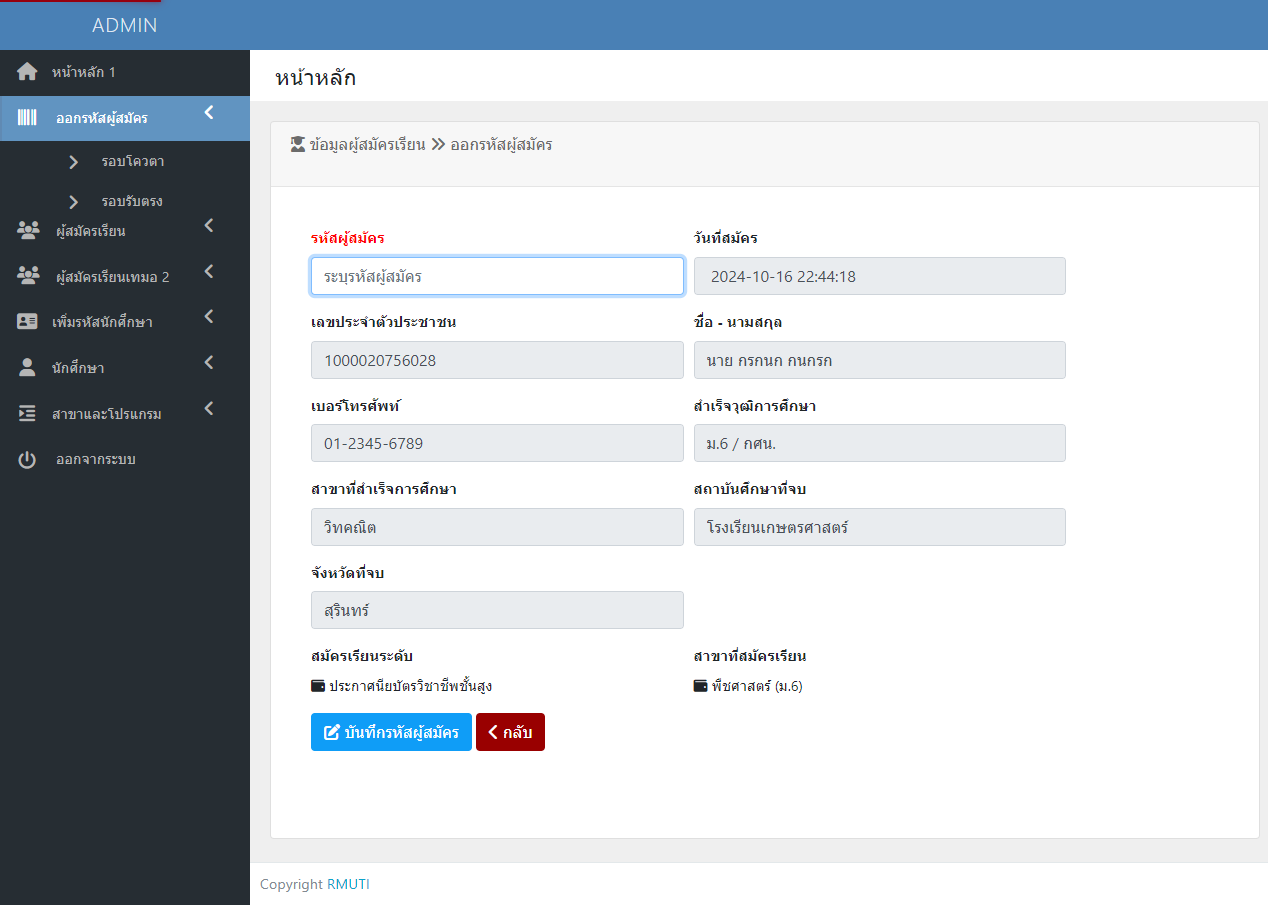 ADMIN
หน้าหลัก 1
ออกรหัสผู้สมัคร
รอบโควตา
รอบรับตรง
ผู้สมัครเรียน
ผู้สมัครเรียนเทมอ 2
เพิ่มรหัสนักศึกษา
นักศึกษา
สาขาและโปรแกรม
ออกจากระบบ
หน้าหลัก
ข้อมูลผู้สมัครเรียน ออกรหัสผู้สมัคร
รหัสผู้สมัคร วันที่สมัคร
ระบุรหัสผู้สมัคร 2024-10-16 22:44:18
เลขประจำตัวประชาชน ชื่อ - นามสกุล
1000020756028 นาย กรกนก กนกรก
เบอร์โทรศัพท์ สำเร็จวุฒิการศึกษา
01-2345-6789 ม.6 / กศน.
สาขาที่สำเร็จการศึกษา สถาบันศึกษาที่จบ
วิทคณิต โรงเรียนเกษตรศาสตร์
จังหวัดที่จบ
สุรินทร์
สมัครเรียนระดับ สาขาที่สมัครเรียน
ประกาศนียบัตรวิชาชีพชั้นสูง พืชศาสตร์ (ม.6)
บันทึกรหัสผู้สมัคร กลับ
Copyright RMUTI